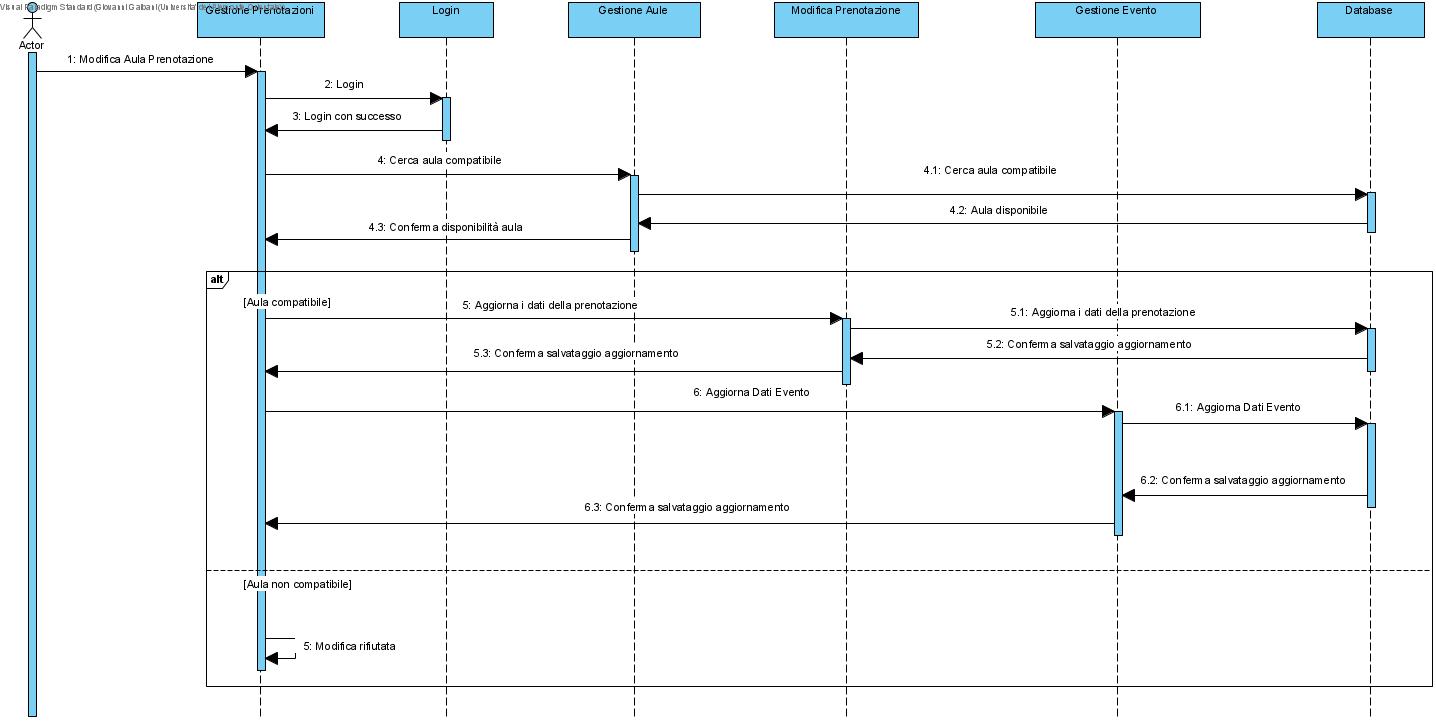 Visual Paradigm Standard (Giovanni Galbani (Universita' de
Gestione Prenotazioni
Login
Gestione Aule
Modifica Prenotazione
Gestione Evento
Database
Actor
1: Modifica Aula Prenotazione
2: Login
3: Login con successo
4: Cerca aula compatibile
4.1: Cerca aula compatibile
4.2: Aula disponibile
4.3: Conferma disponibilità aula
alt
[Aula compatibile]
5: Aggiorna i dati della prenotazione
5.1: Aggiorna i dati della prenotazione
5.2: Conferma salvataggio aggiornamento
5.3: Conferma salvataggio aggiornamento
6: Aggiorna Dati Evento
6.1: Aggiorna Dati Evento
6.2: Conferma salvataggio aggiornamento
6.3: Conferma salvataggio aggiornamento
[Aula non compatibile]
5: Modifica rifiutata